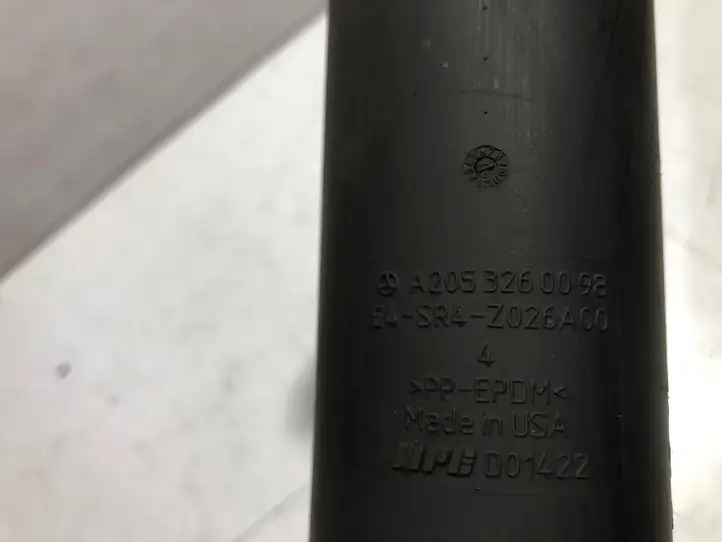 A 205 326 00 98
E4-SR4-Z026A00
4
>PP-EPDM<
Made in USA
D01422